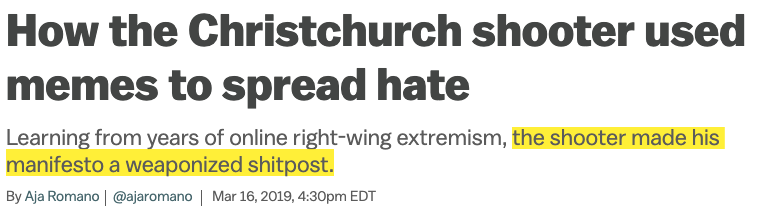 How the Christchurch shooter used
memes to spread hate
Learning from years of online right-wing extremism, the shooter made his
manifesto a weaponized shitpost.
By Aja Romano | @ajaromano | Mar 16, 2019, 4:30pm EDT